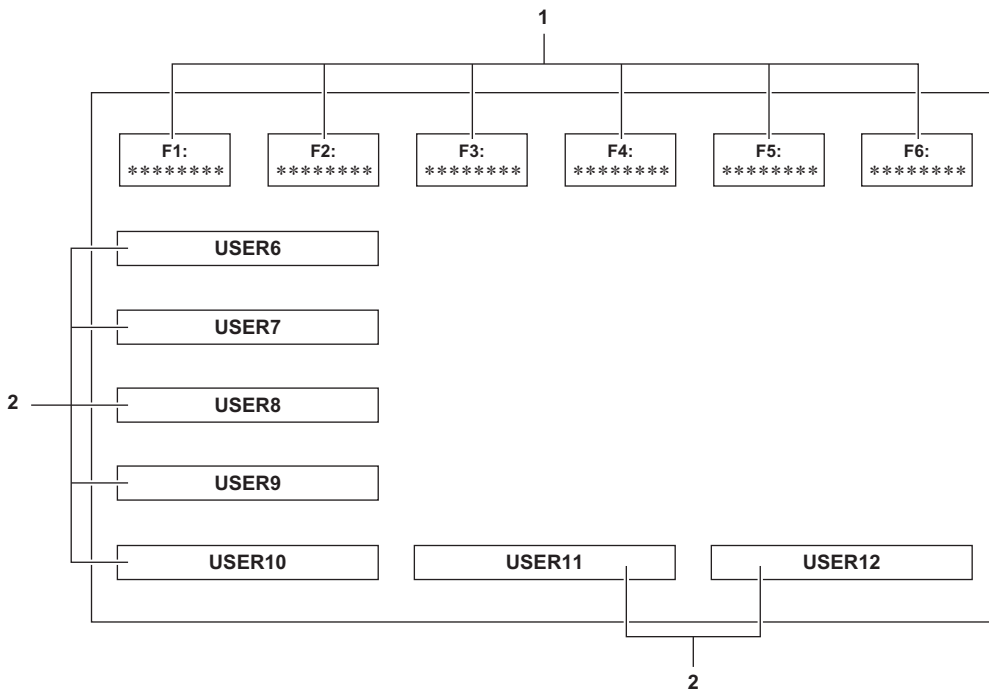 1
F1: F2: F3: F4: F5: F6:
******** ******** ******** ******** ******** ********
USER6
USER7
2 USER8
USER9
USER10 USER11 USER12
2